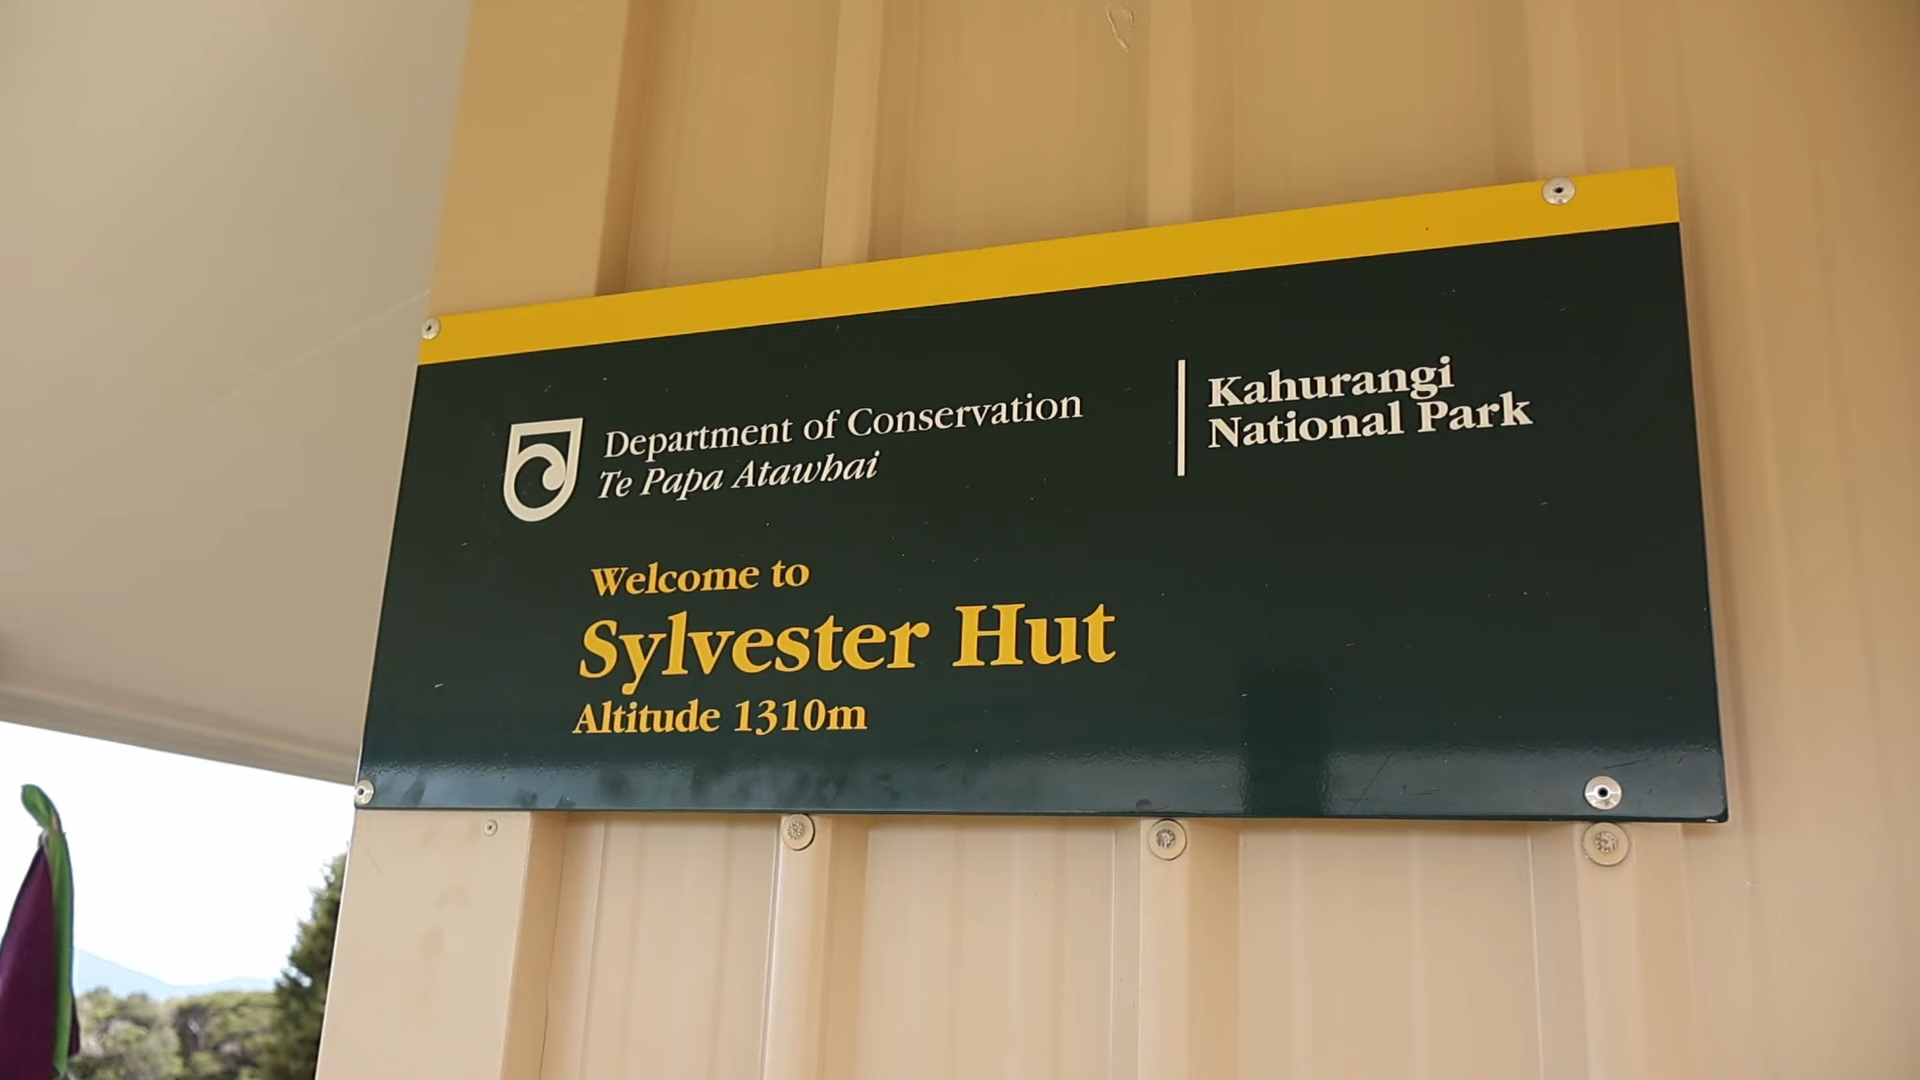 Department of Conservation
Te Papa Atawhai
Kahurangi
National Park
Welcome to
Sylvester Hut
Altitude 1310m